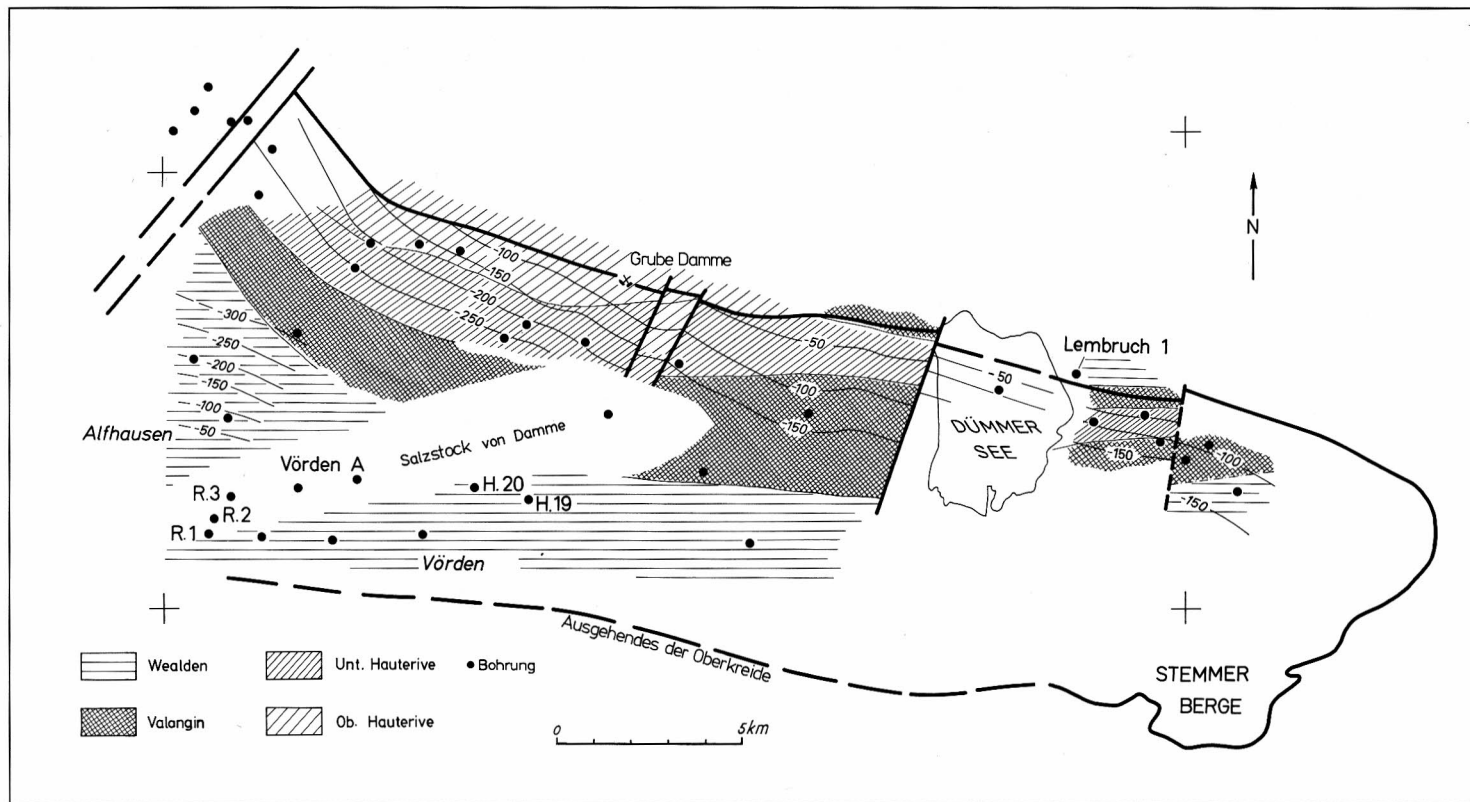 N
-100
-150
Grube Damme
-200
-250
-50
-300
-250
-200
-150
-100
-50
-100
-150
Lembruch 1
-50
DÜMMER
SEE
-150
-100
-150
Alfhausen
Salzstock von Damme
Vörden A
R.3
R.2
R.1
H.20
H.19
Vörden
Ausgehendes der Oberkreide
Wealden
Unt. Hauterive
Bohrung
Valangin
Ob. Hauterive
0
5km
STEMMER
BERGE